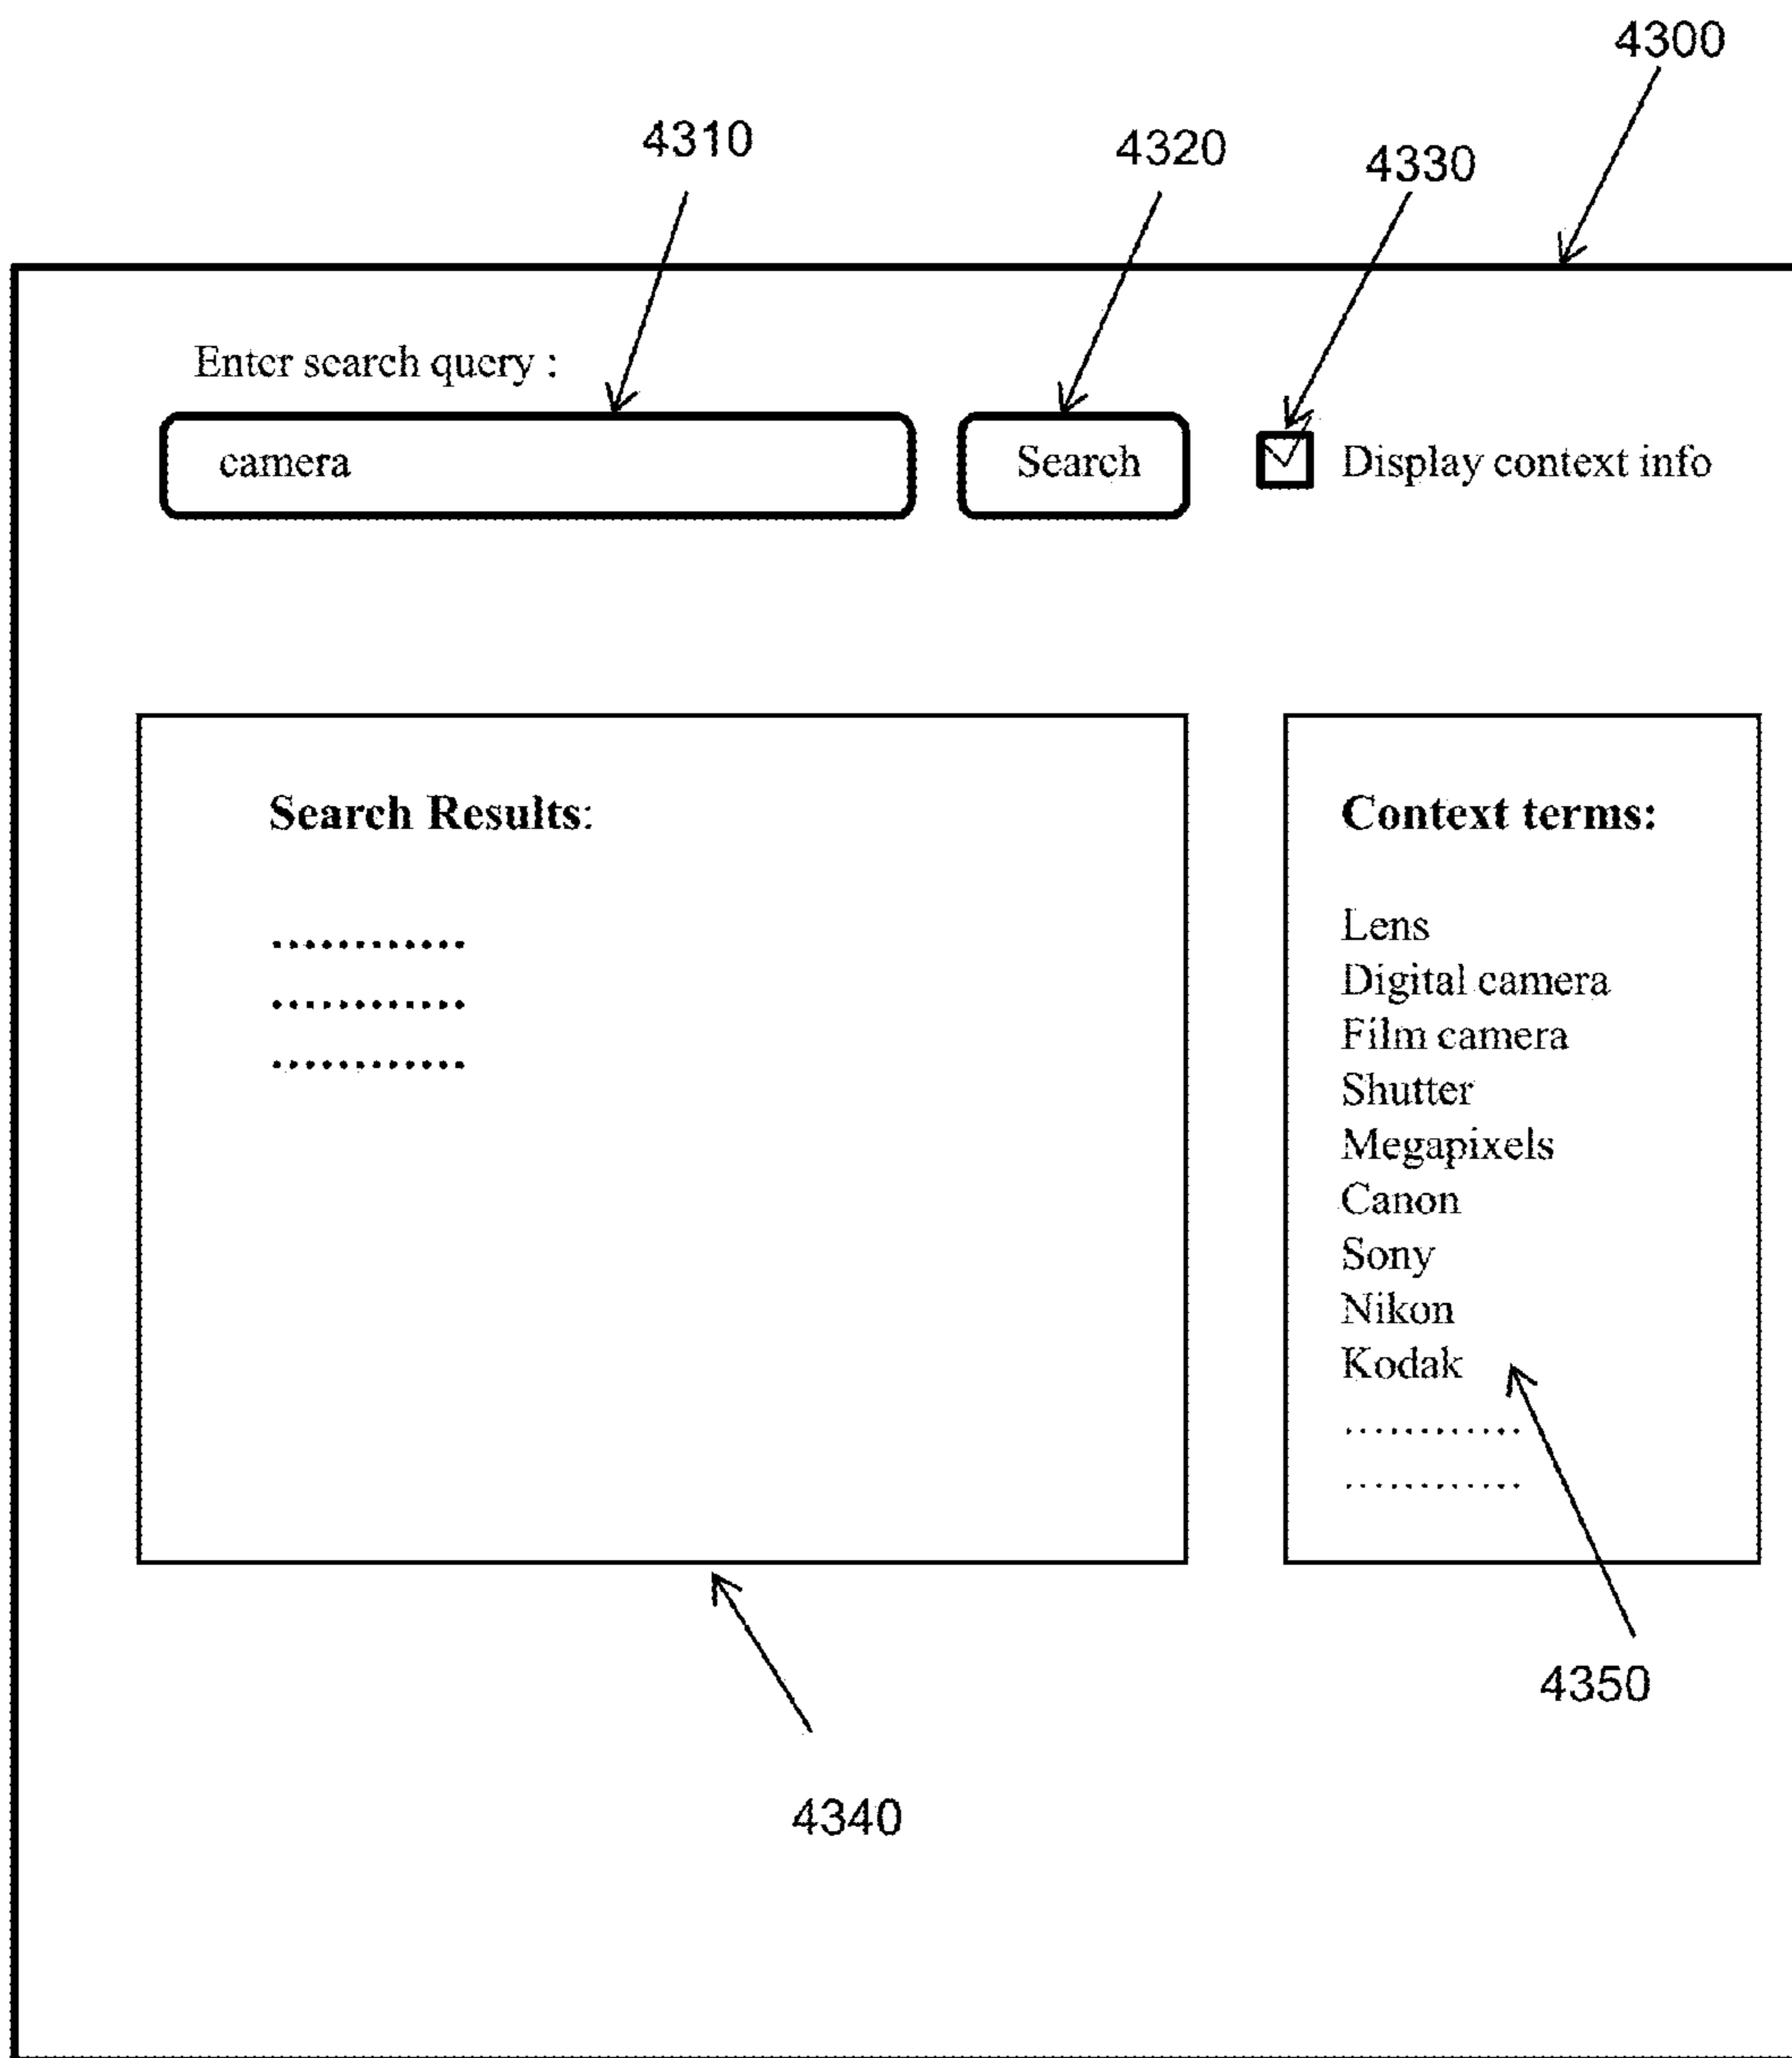 4300
4310
4320
4330
Enter search query :
camera
Search
Display context info
Search Results:
............
............
............
Context terms:
Lens
Digital camera
Film camera
Shutter
Megapixels
Canon
Sony
Nikon
Kodak
............
............
4350
4340